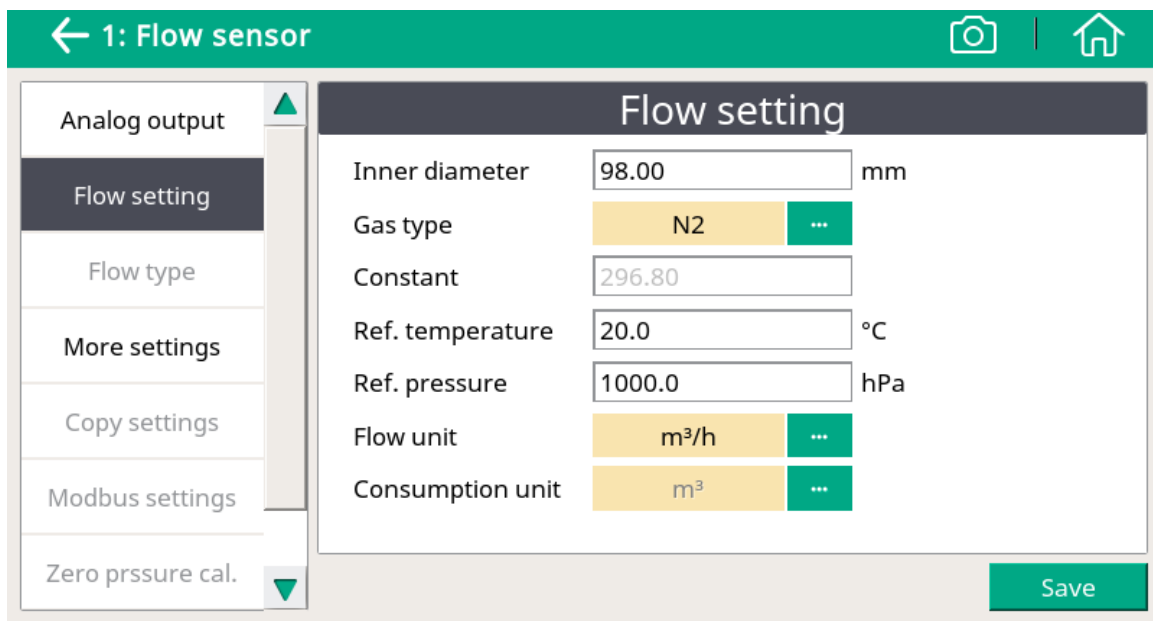 1: Flow sensor
Analog output
Flow setting
Flow type
More settings
Copy settings
Modbus settings
Zero prssure cal.
Flow setting
Inner diameter 98.00 mm
Gas type N2 ...
Constant 296.80
Ref. temperature 20.0 °C
Ref. pressure 1000.0 hPa
Flow unit m³/h ...
Consumption unit m³ ...
Save